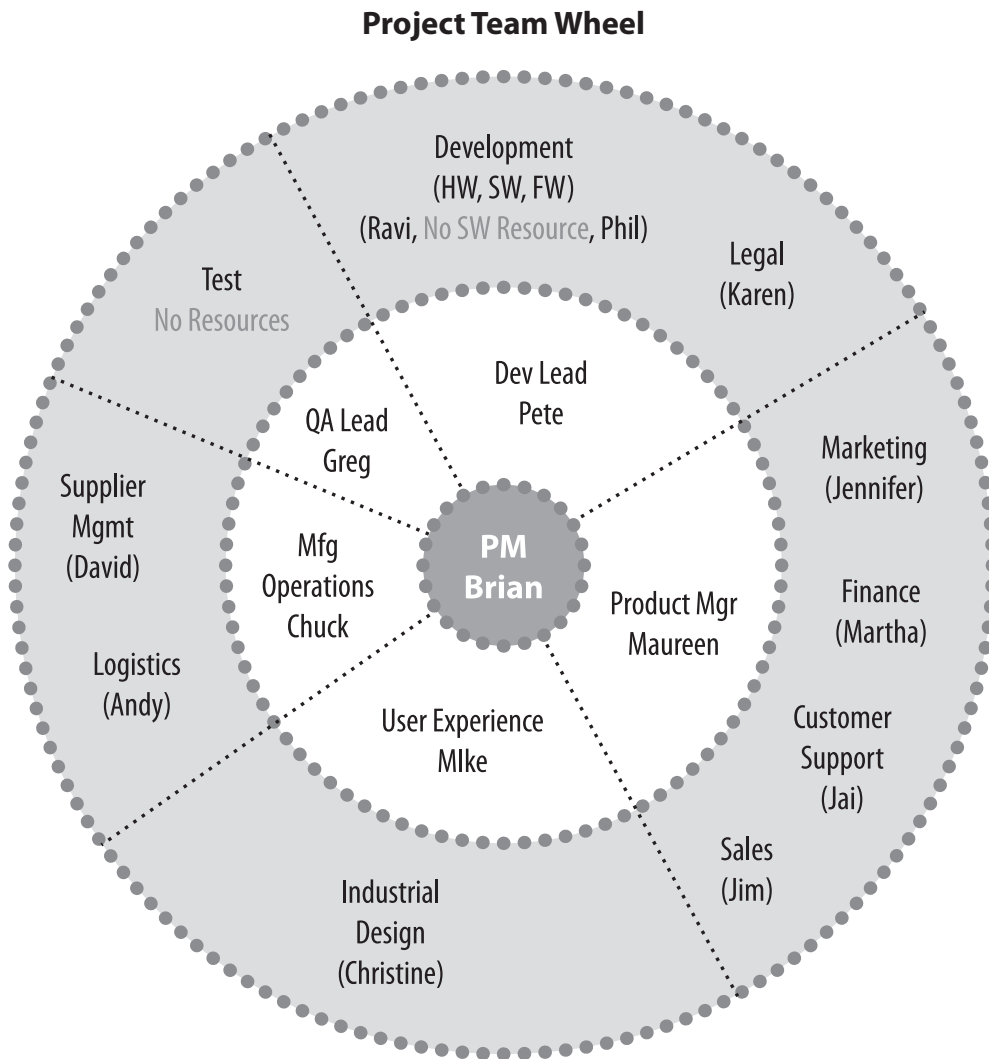 Project Team Wheel
Development
(HW, SW, FW)
(Ravi, No SW Resource, Phil)
Legal
(Karen)
Test
No Resources
Dev Lead
Pete
QA Lead
Greg
Marketing
(Jennifer)
Supplier
Mgmt
(David)
Mfg
Operations
Chuck
PM
Brian
Product Mgr
Maureen
Finance
(Martha)
Logistics
(Andy)
User Experience
MIke
Customer
Support
(Jai)
Sales
(Jim)
Industrial
Design
(Christine)